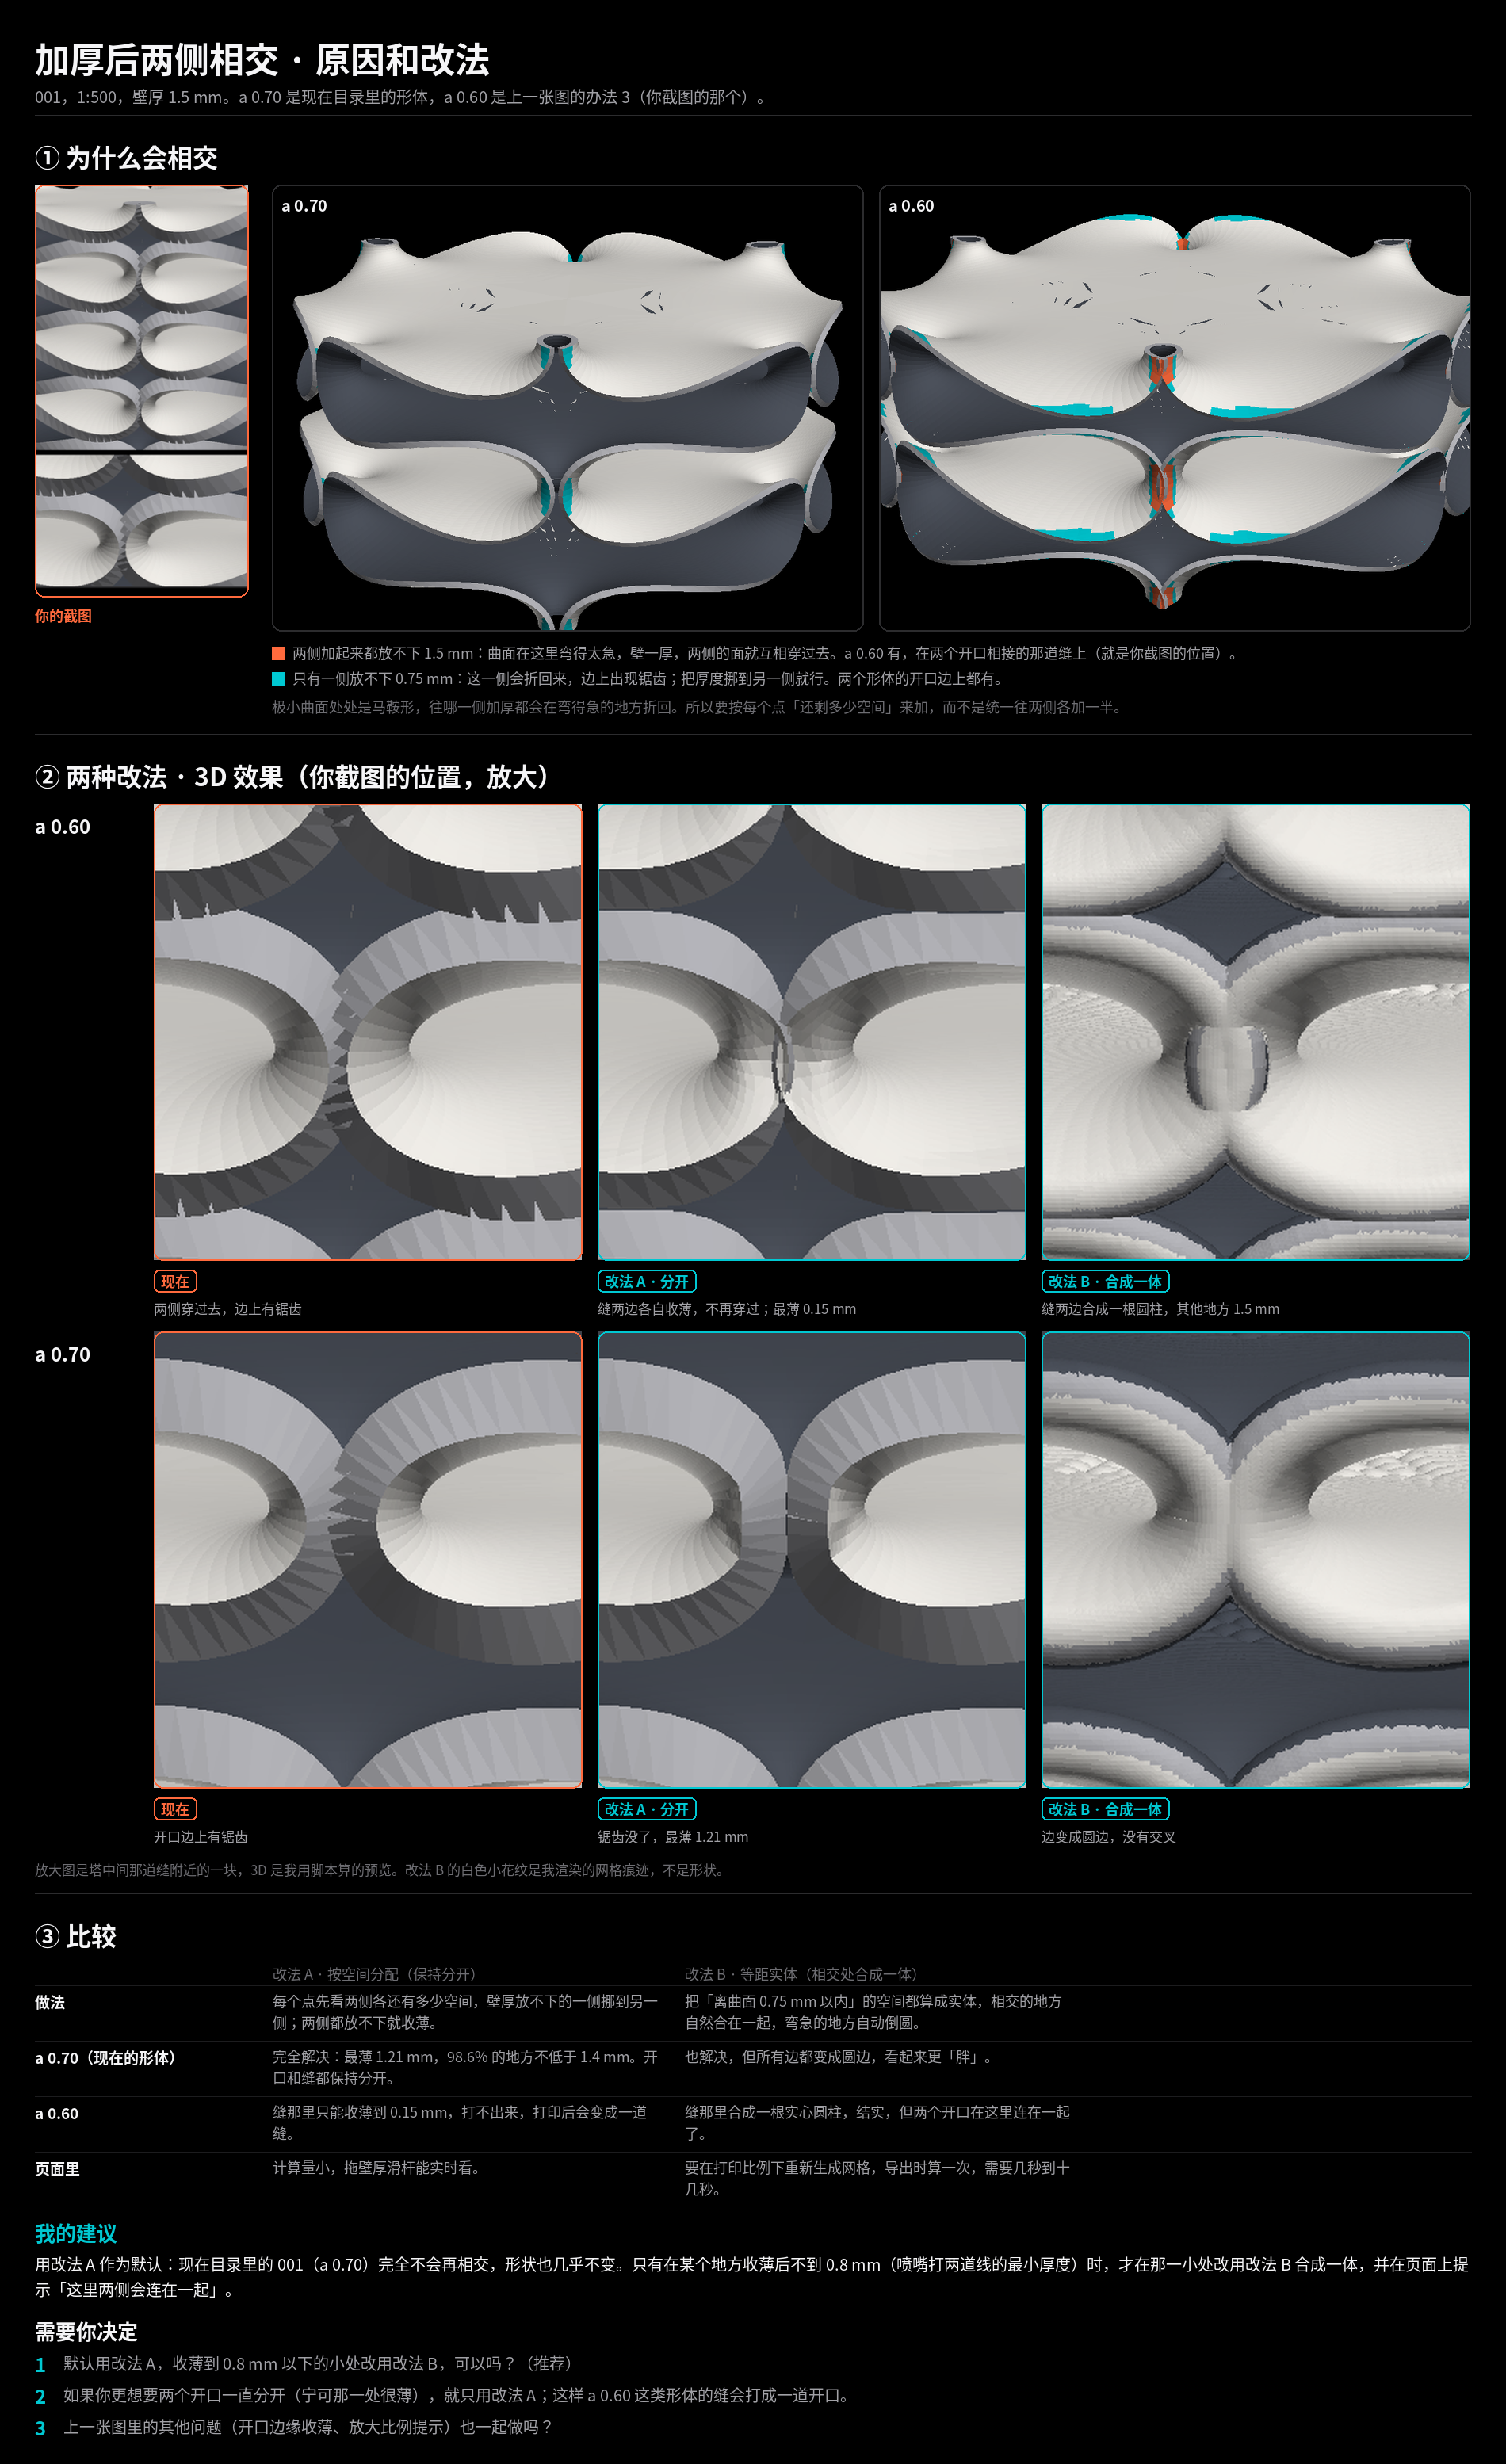 加厚后两侧相交 · 原因和改法
001，1:500，壁厚 1.5 mm。a 0.70 是现在目录里的形体，a 0.60 是上一张图的办法 3（你截图的那个）。
① 为什么会相交
a 0.70
a 0.60
你的截图
两侧加起来都放不下 1.5 mm：曲面在这里弯得太急，壁一厚，两侧的面就互相穿过去。a 0.60 有，在两个开口相接的那道缝上（就是你截图的位置）。
只有一侧放不下 0.75 mm：这一侧会折回来，边上出现锯齿；把厚度挪到另一侧就行。两个形体的开口边上都有。
极小曲面处处是马鞍形，往哪一侧加厚都会在弯得急的地方折回。所以要按每个点「还剩多少空间」来加，而不是统一往两侧各加一半。
② 两种改法 · 3D 效果（你截图的位置，放大）
a 0.60
现在
改法 A · 分开
改法 B · 合成一体
两侧穿过去，边上有锯齿
缝两边各自收薄，不再穿过；最薄 0.15 mm
缝两边合成一根圆柱，其他地方 1.5 mm
a 0.70
现在
改法 A · 分开
改法 B · 合成一体
开口边上有锯齿
锯齿没了，最薄 1.21 mm
边变成圆边，没有交叉
放大图是塔中间那道缝附近的一块，3D 是我用脚本算的预览。改法 B 的白色小花纹是我渲染的网格痕迹，不是形状。
③ 比较
改法 A · 按空间分配（保持分开）
改法 B · 等距实体（相交处合成一体）
做法
每个点先看两侧各还有多少空间，壁厚放不下的一侧挪到另一
侧；两侧都放不下就收薄。
把「离曲面 0.75 mm 以内」的空间都算成实体，相交的地方
自然合在一起，弯急的地方自动倒圆。
a 0.70（现在的形体）
完全解决：最薄 1.21 mm，98.6% 的地方不低于 1.4 mm。开
口和缝都保持分开。
也解决，但所有边都变成圆边，看起来更「胖」。
a 0.60
缝那里只能收薄到 0.15 mm，打不出来，打印后会变成一道
缝。
缝那里合成一根实心圆柱，结实，但两个开口在这里连在一起
了。
页面里
计算量小，拖壁厚滑杆能实时看。
要在打印比例下重新生成网格，导出时算一次，需要几秒到十
几秒。
我的建议
用改法 A 作为默认：现在目录里的 001（a 0.70）完全不会再相交，形状也几乎不变。只有在某个地方收薄后不到 0.8 mm（喷嘴打两道线的最小厚度）时，才在那一小处改用改法 B 合成一体，并在页面上提
示「这里两侧会连在一起」。
需要你决定
1 默认用改法 A，收薄到 0.8 mm 以下的小处改用改法 B，可以吗？（推荐）
2 如果你更想要两个开口一直分开（宁可那一处很薄），就只用改法 A；这样 a 0.60 这类形体的缝会打成一道开口。
3 上一张图里的其他问题（开口边缘收薄、放大比例提示）也一起做吗？